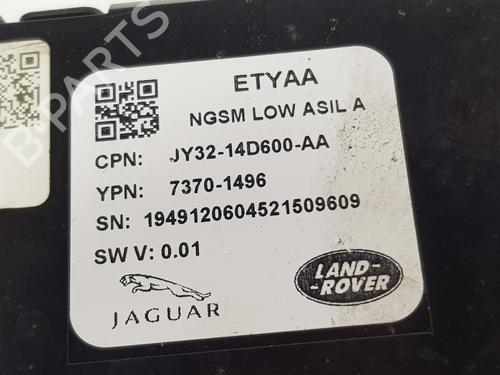 ETYAA
NGSM LOW ASIL A
CPN: JY32-14D600-AA
YPN: 7370-1496
SN: 1949120604521509609
SW V: 0.01
JAGUAR
LAND-
-ROVER
B-PARTS